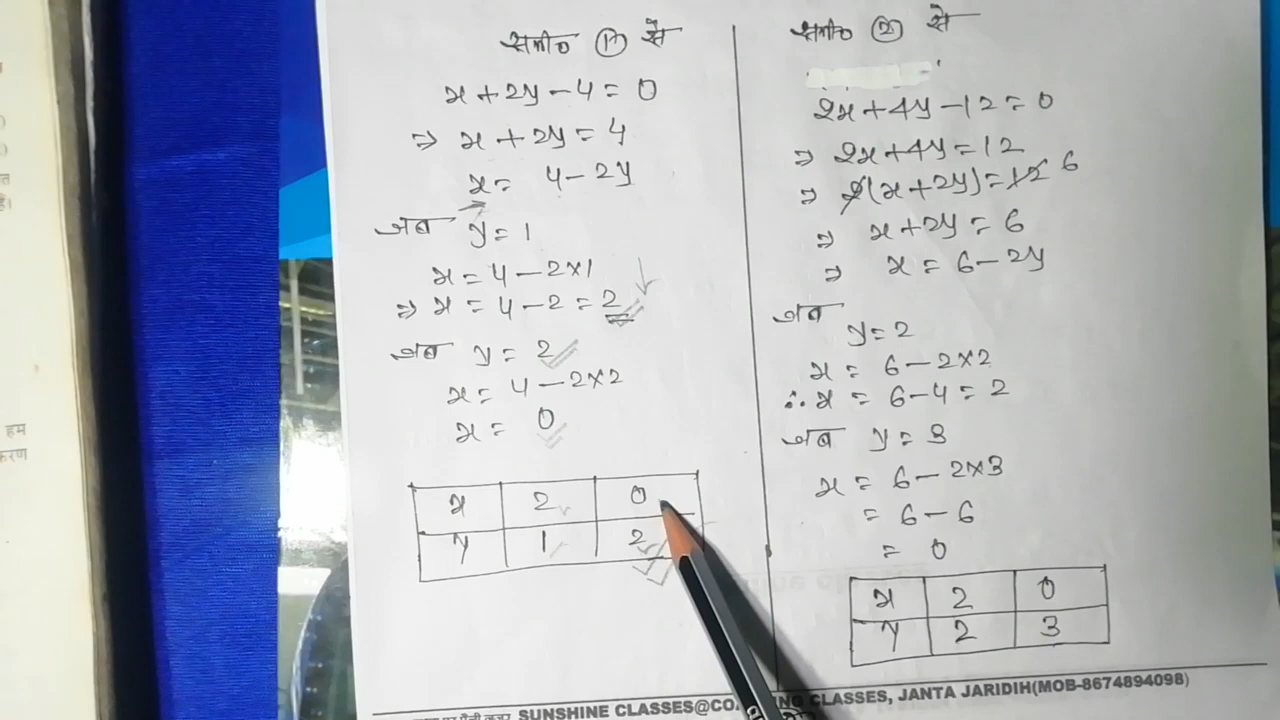 समी० ① से
x + 2y - 4 = 0
⇒ x + 2y = 4
x = 4 - 2y
जब y = 1
x = 4 - 2×1
⇒ x = 4 - 2 = 2
जब y = 2
x = 4 - 2×2
x = 0
x 2 0
y 1 2
समी० ② से
2x + 4y - 12 = 0
⇒ 2x + 4y = 12
⇒ 2(x + 2y) = 12 6
⇒ x + 2y = 6
⇒ x = 6 - 2y
जब
y = 2
x = 6 - 2×2
∴ x = 6 - 4 = 2
जब y = 3
x = 6 - 2×3
= 6 - 6
= 0
x 2 0
y 2 3
SUNSHINE CLASSES@CO CLASSES, JANTA JARIDIH(MOB-8674894098)
हम
करण